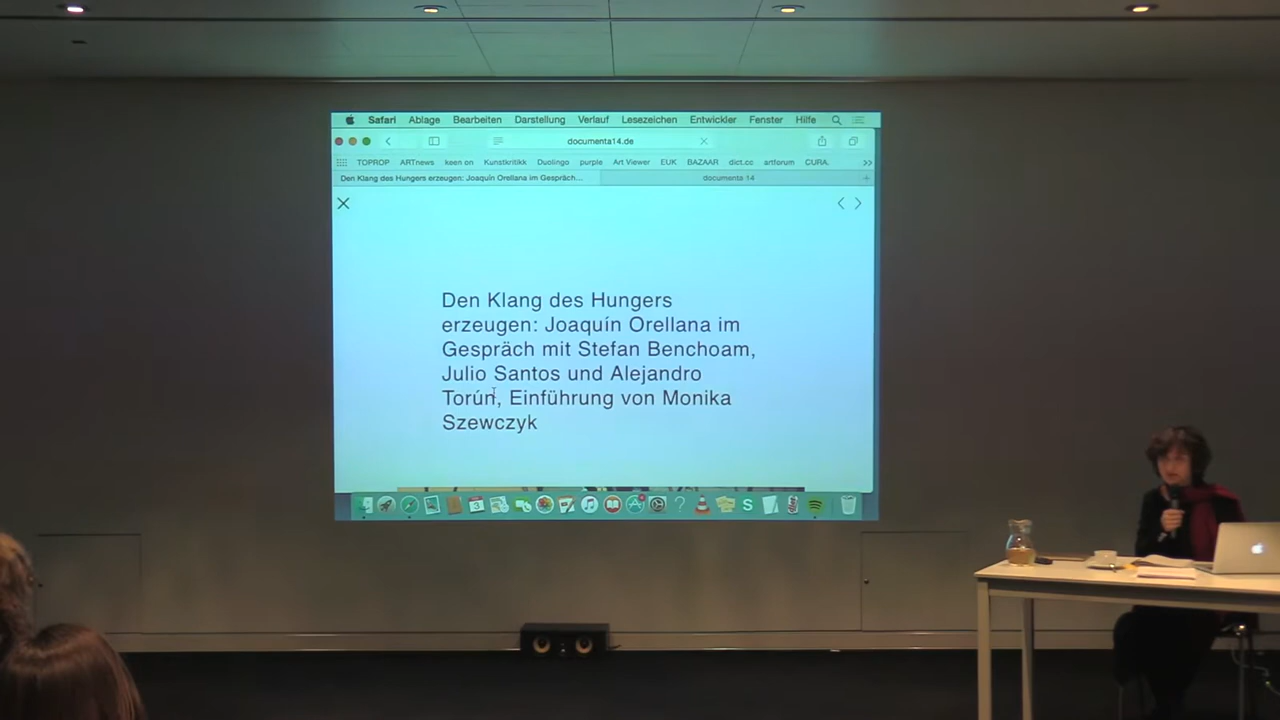 Safari Ablage Bearbeiten Darstellung Verlauf Lesezeichen Entwickler Fenster Hilfe
documenta14.de
TOPROP ARTnews keen on Kunstkritikk Duolingo purple Art Viewer EUK BAZAAR dict.cc artforum CURA.
Den Klang des Hungers erzeugen: Joaquín Orellana im Gespräch... documenta 14
Den Klang des Hungers
erzeugen: Joaquín Orellana im
Gespräch mit Stefan Benchoam,
Julio Santos und Alejandro
Torún, Einführung von Monika
Szewczyk
3
S